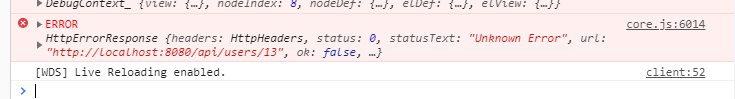 DebugContext_ {view: {…}, nodeIndex: 8, nodeDef: {…}, elDef: {…}, elView: {…}}
ERROR core.js:6014
HttpErrorResponse {headers: HttpHeaders, status: 0, statusText: "Unknown Error", url:
"http://localhost:8080/api/users/13", ok: false, …}
[WDS] Live Reloading enabled. client:52